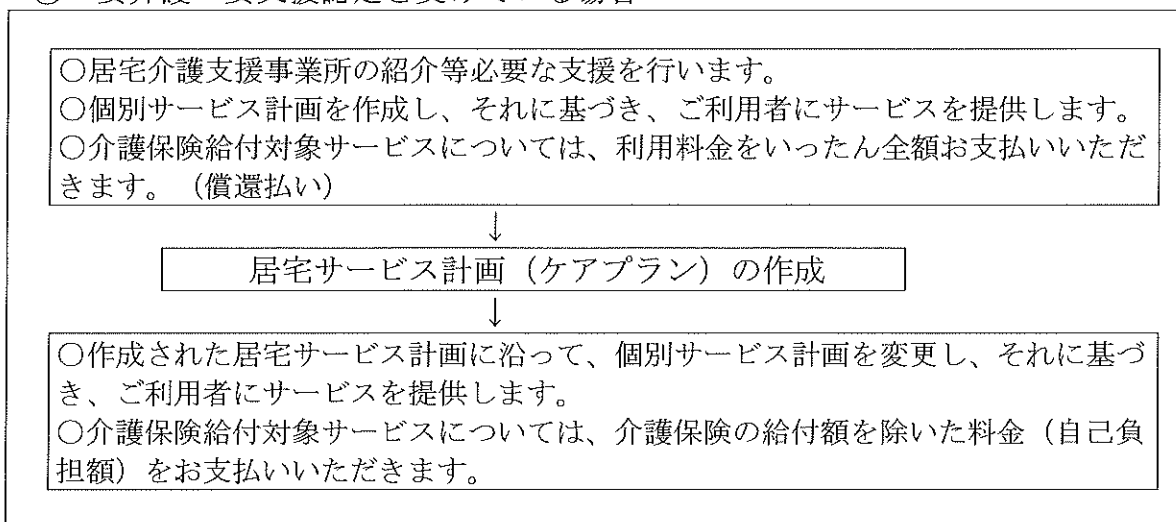 ○居宅介護支援事業所の紹介等必要な支援を行います。
○個別サービス計画を作成し、それに基づき、ご利用者にサービスを提供します。
○介護保険給付対象サービスについては、利用料金をいったん全額お支払いいただ
きます。（償還払い）
↓
居宅サービス計画（ケアプラン）の作成
↓
○作成された居宅サービス計画に沿って、個別サービス計画を変更し、それに基づ
き、ご利用者にサービスを提供します。
○介護保険給付対象サービスについては、介護保険の給付額を除いた料金（自己負
担額）をお支払いいただきます。